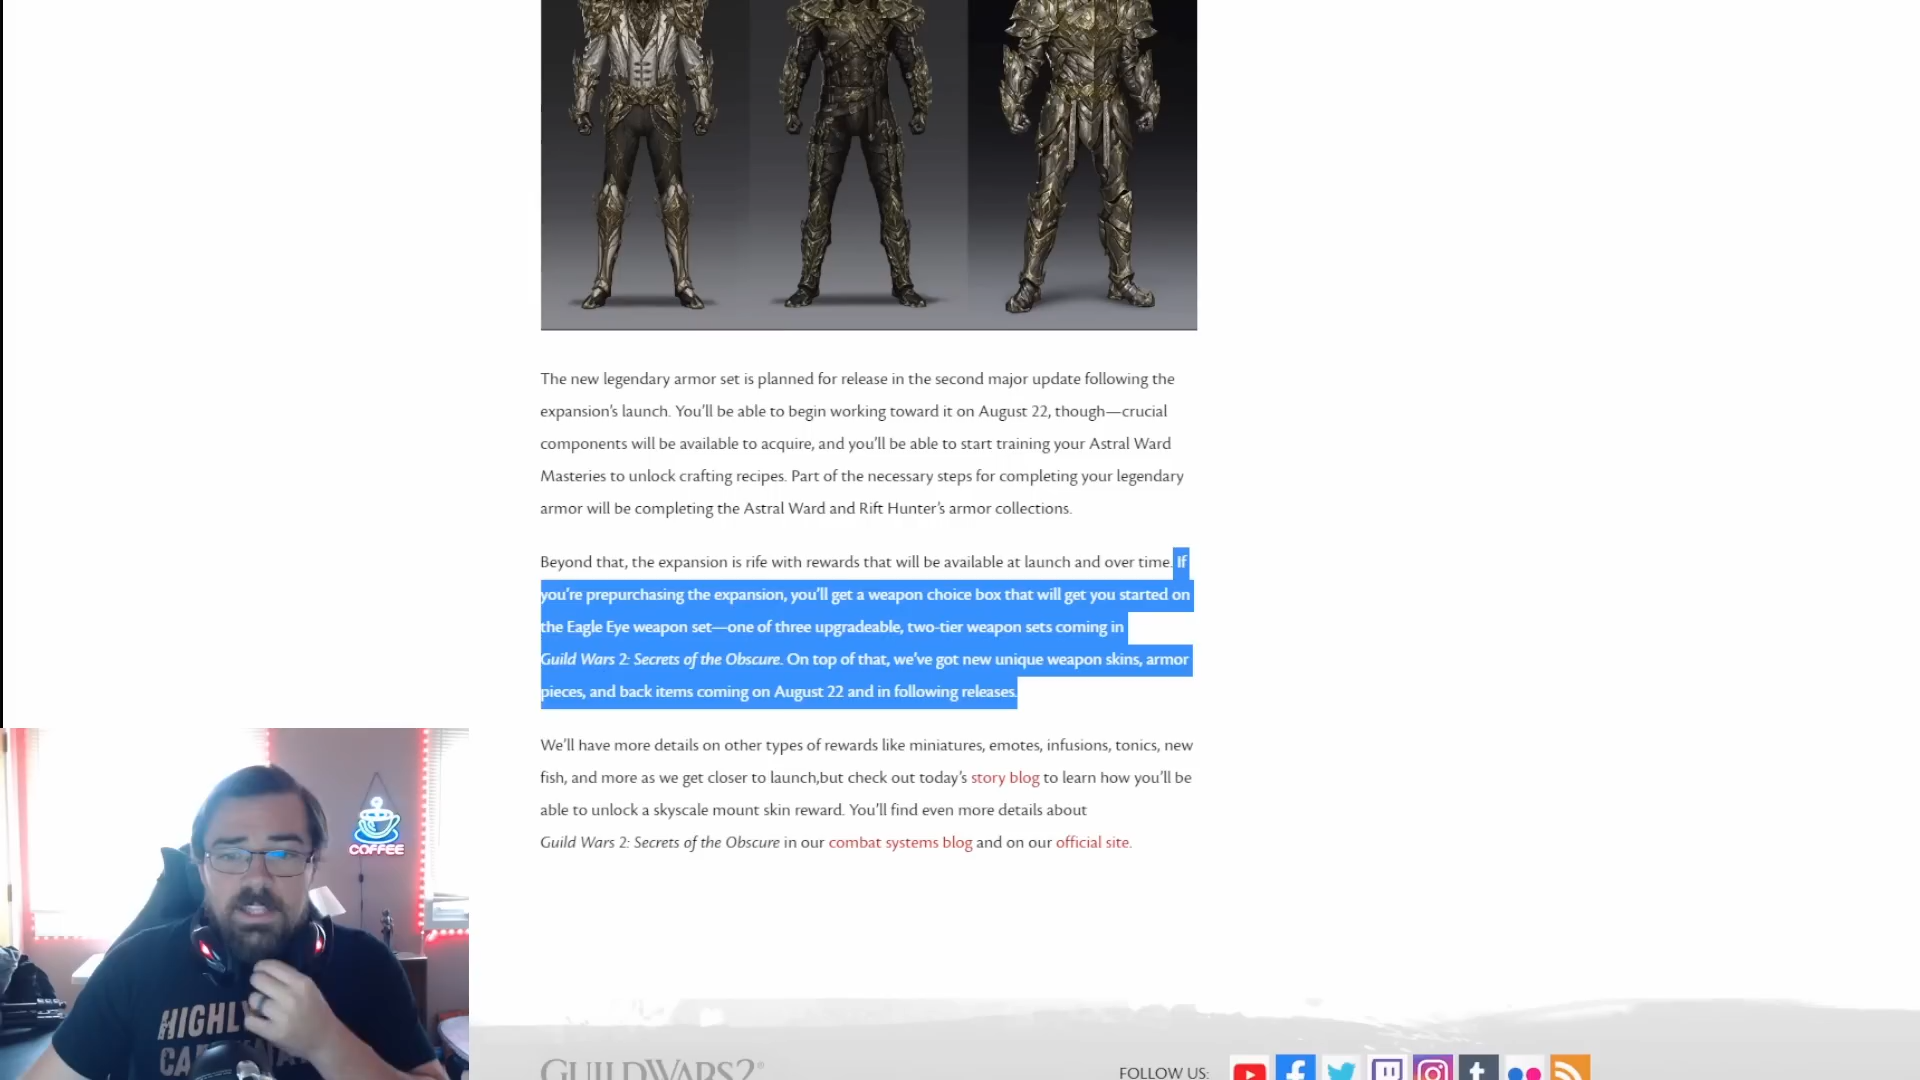 The new legendary armor set is planned for release in the second major update following the
expansion's launch. You'll be able to begin working toward it on August 22, though—crucial
components will be available to acquire, and you'll be able to start training your Astral Ward
Masteries to unlock crafting recipes. Part of the necessary steps for completing your legendary
armor will be completing the Astral Ward and Rift Hunter's armor collections.
Beyond that, the expansion is rife with rewards that will be available at launch and over time. If
you're prepurchasing the expansion, you'll get a weapon choice box that will get you started on
the Eagle Eye weapon set—one of three upgradeable, two-tier weapon sets coming in
Guild Wars 2: Secrets of the Obscure. On top of that, we've got new unique weapon skins, armor
pieces, and back items coming on August 22 and in following releases.
We'll have more details on other types of rewards like miniatures, emotes, infusions, tonics, new
fish, and more as we get closer to launch,but check out today's story blog to learn how you'll be
able to unlock a skyscale mount skin reward. You'll find even more details about
Guild Wars 2: Secrets of the Obscure in our combat systems blog and on our official site.
COFFEE
HIGHLY
GUILDWARS2®
FOLLOW US: